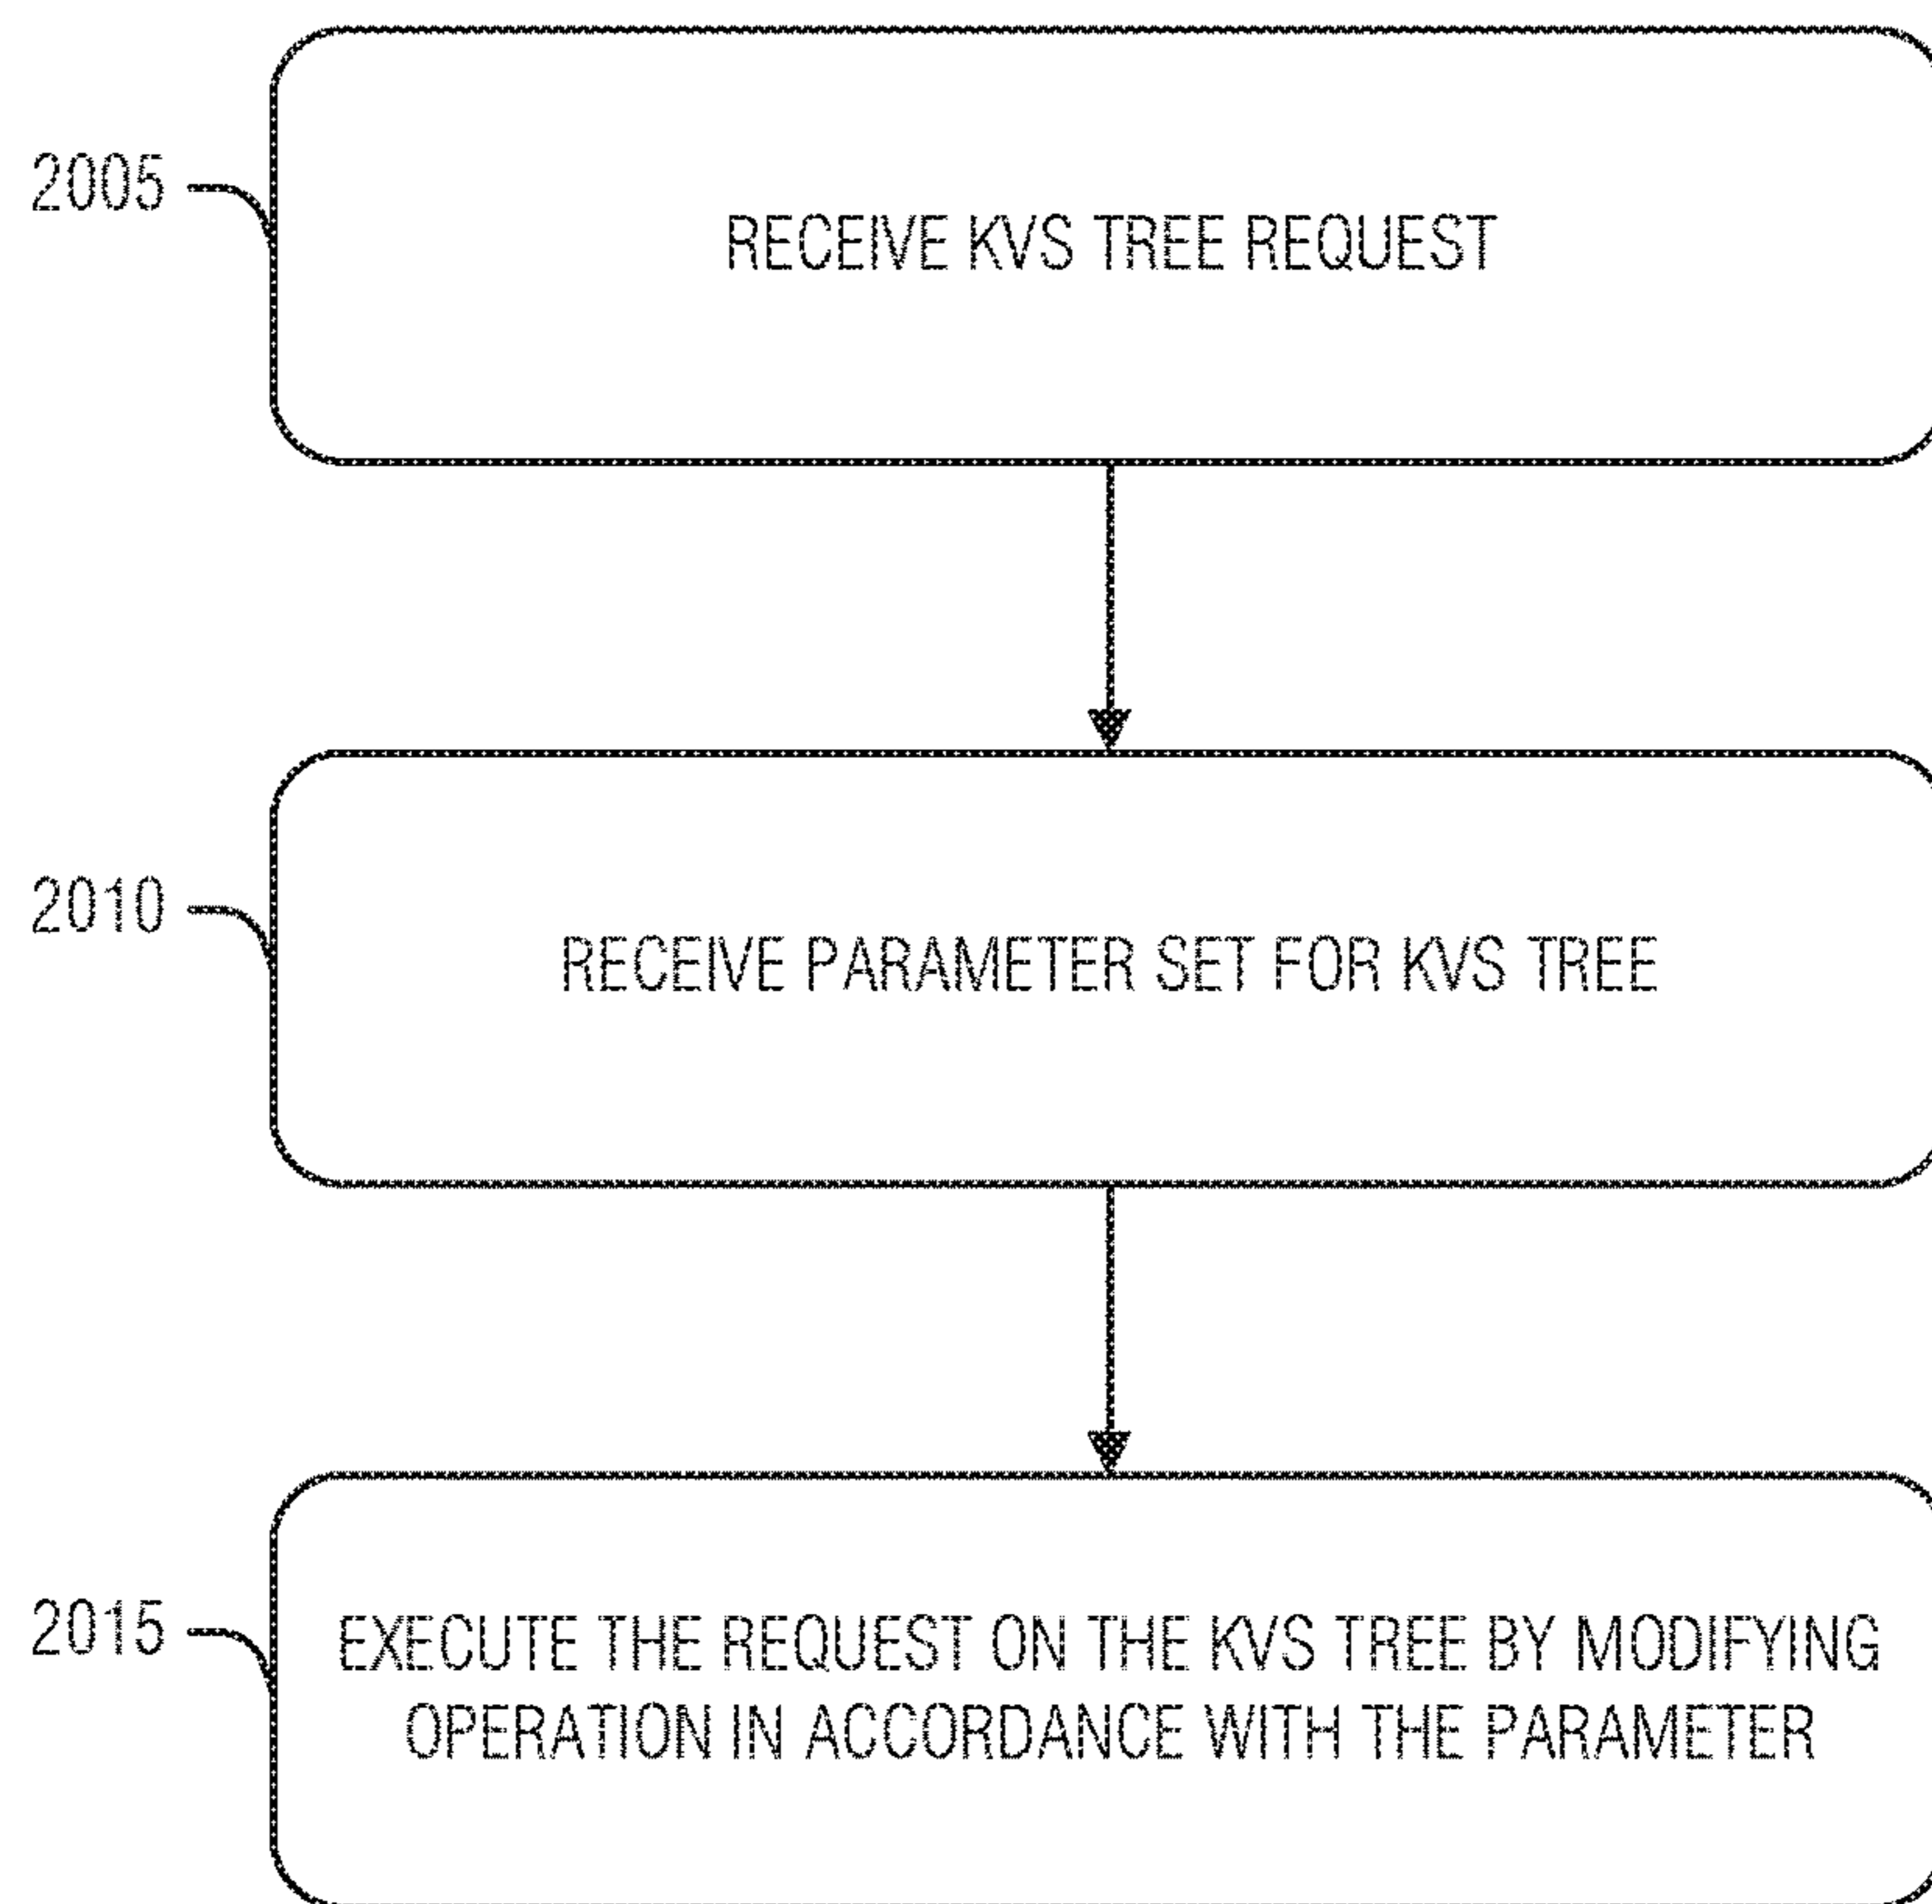 2005
RECEIVE KVS TREE REQUEST
2010
RECEIVE PARAMETER SET FOR KVS TREE
2015
EXECUTE THE REQUEST ON THE KVS TREE BY MODIFYING
OPERATION IN ACCORDANCE WITH THE PARAMETER